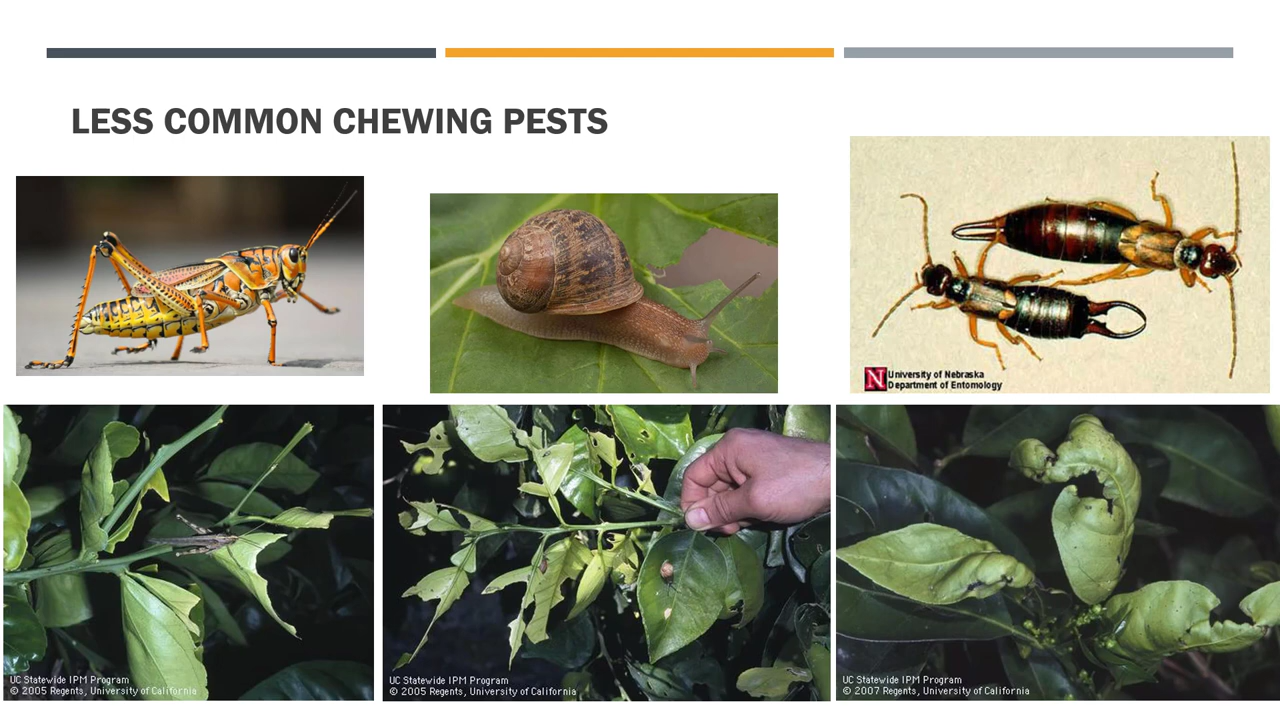 LESS COMMON CHEWING PESTS
N University of Nebraska
Department of Entomology
UC Statewide IPM Program
© 2005 Regents, University of California
UC Statewide IPM Program
© 2005 Regents, University of California
UC Statewide IPM Program
© 2007 Regents, University of California